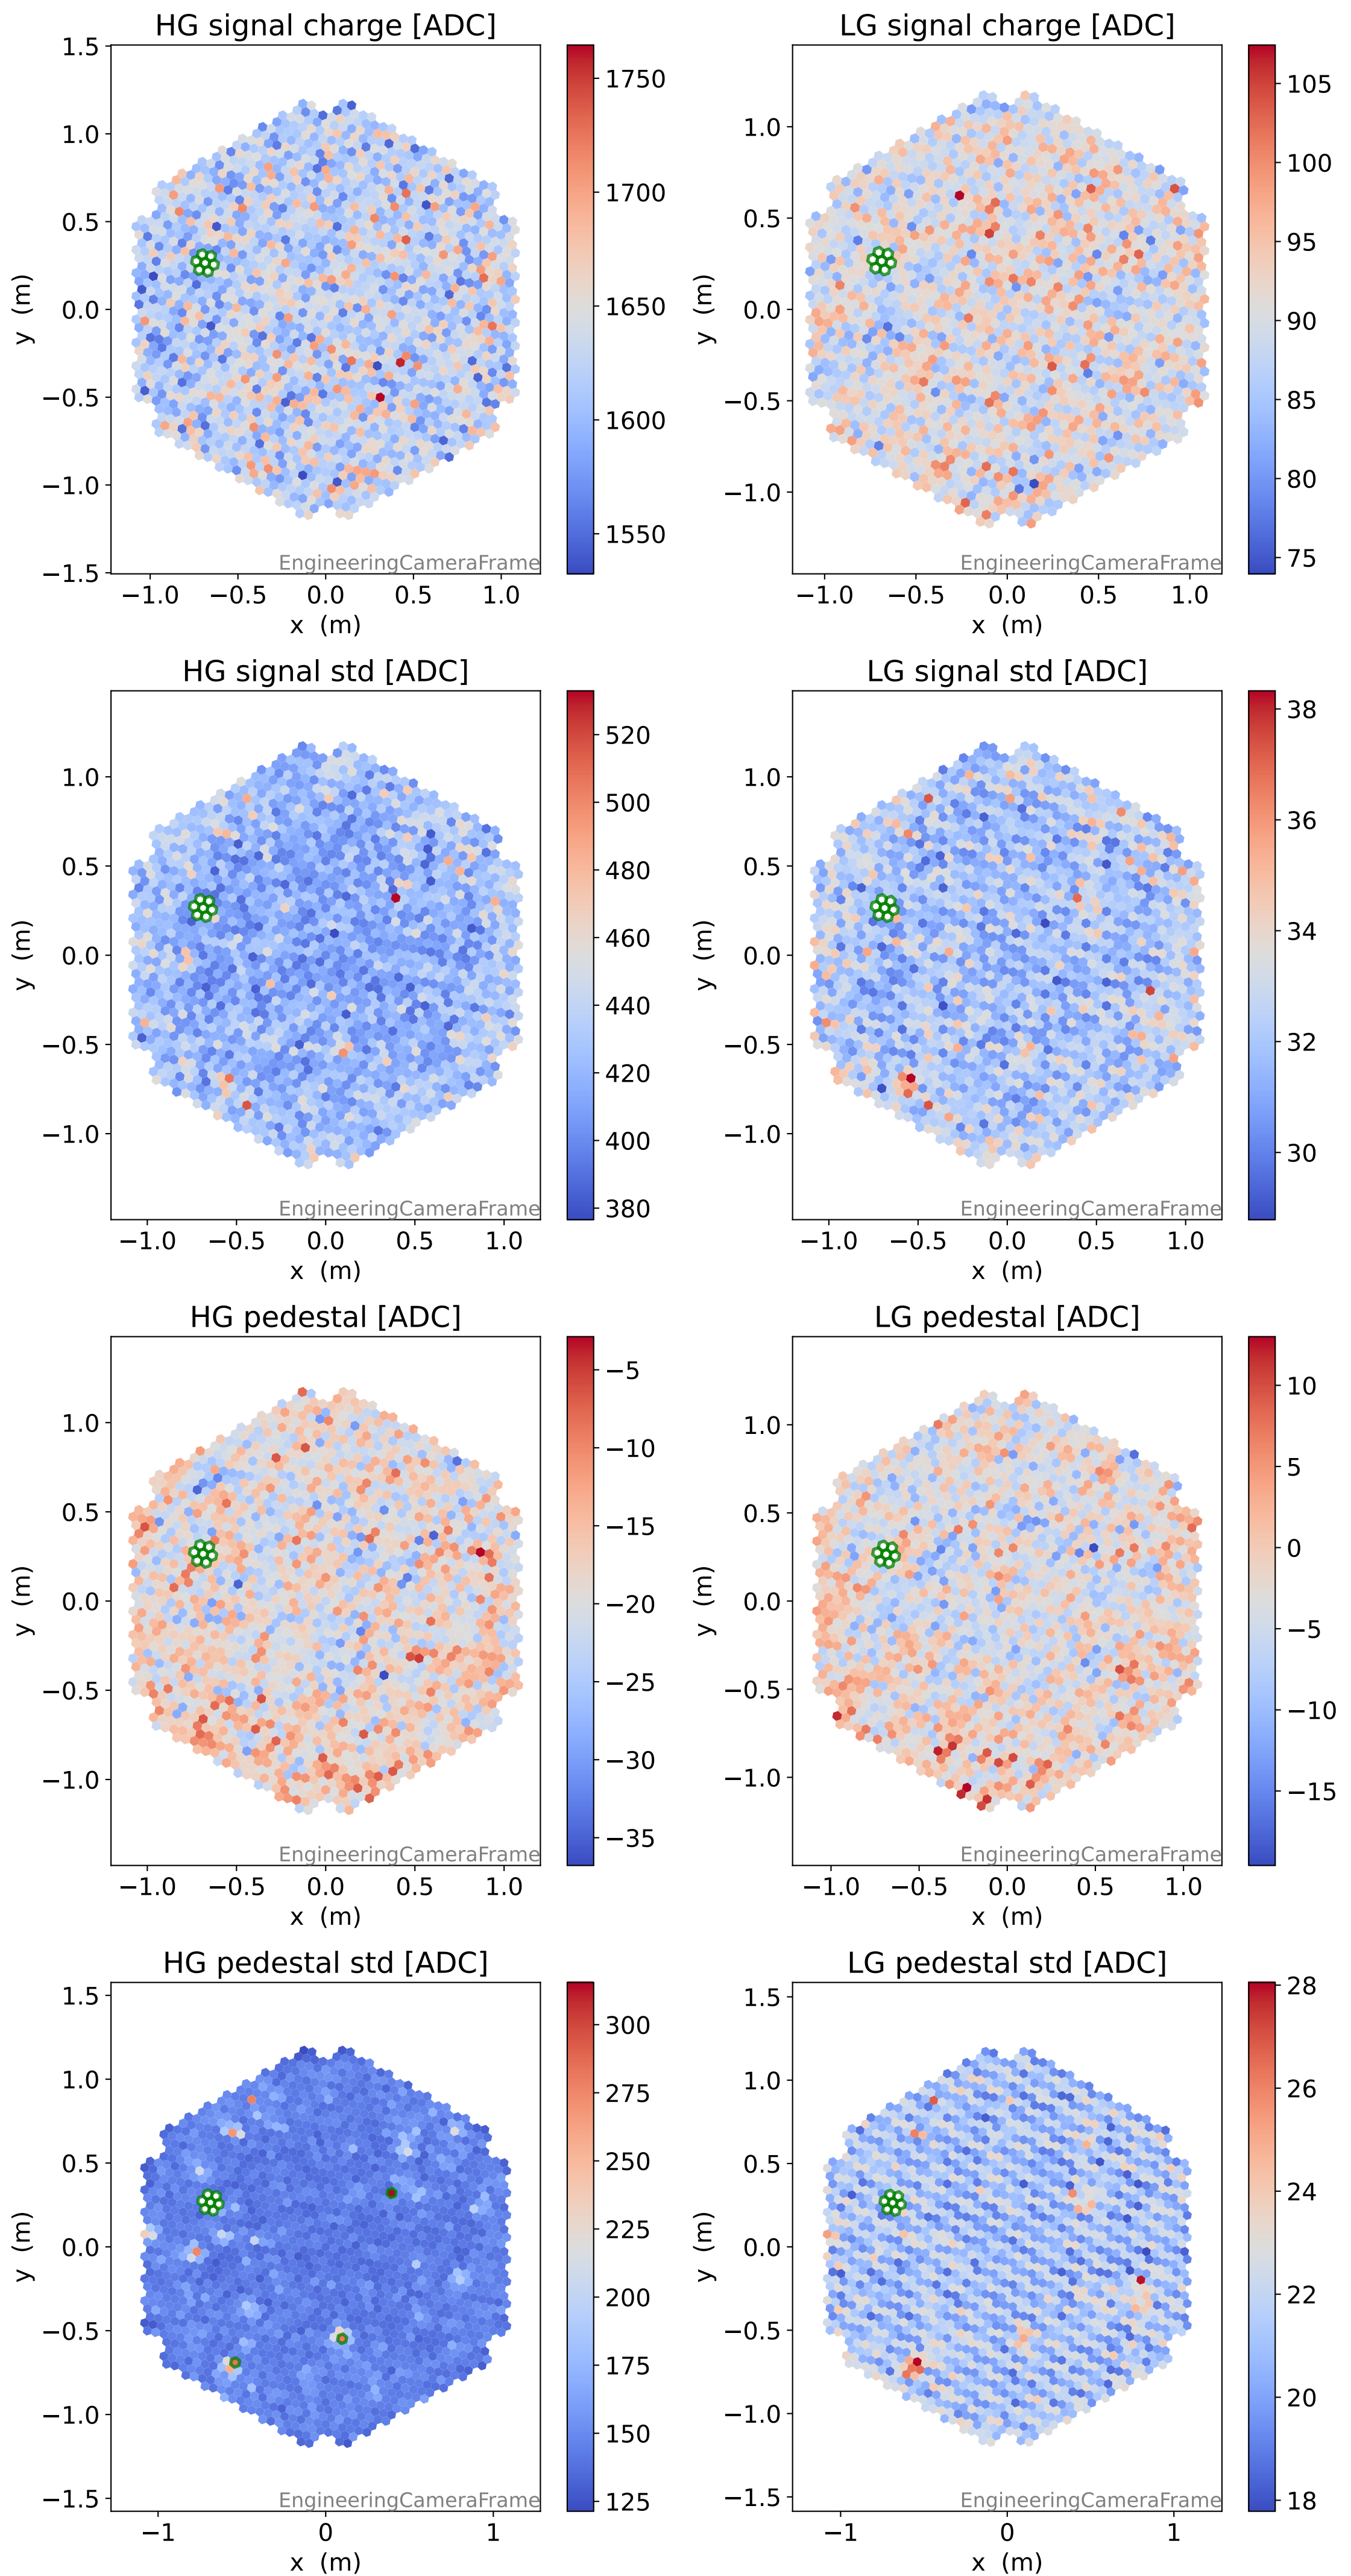 HG signal charge [ADC]
1.5
1.0
0.5
0.0
−0.5
−1.0
−1.5
y (m)
−1.0 −0.5 0.0 0.5 1.0
x (m)
EngineeringCameraFrame
1750
1700
1650
1600
1550
LG signal charge [ADC]
1.0
0.5
0.0
−0.5
−1.0
y (m)
−1.0 −0.5 0.0 0.5 1.0
x (m)
EngineeringCameraFrame
105
100
95
90
85
80
75
HG signal std [ADC]
1.0
0.5
0.0
−0.5
−1.0
y (m)
−1.0 −0.5 0.0 0.5 1.0
x (m)
EngineeringCameraFrame
520
500
480
460
440
420
400
380
LG signal std [ADC]
1.0
0.5
0.0
−0.5
−1.0
y (m)
−1.0 −0.5 0.0 0.5 1.0
x (m)
EngineeringCameraFrame
38
36
34
32
30
HG pedestal [ADC]
1.0
0.5
0.0
−0.5
−1.0
y (m)
−1.0 −0.5 0.0 0.5 1.0
x (m)
EngineeringCameraFrame
−5
−10
−15
−20
−25
−30
−35
LG pedestal [ADC]
1.0
0.5
0.0
−0.5
−1.0
y (m)
−1.0 −0.5 0.0 0.5 1.0
x (m)
EngineeringCameraFrame
10
5
0
−5
−10
−15
HG pedestal std [ADC]
1.5
1.0
0.5
0.0
−0.5
−1.0
−1.5
y (m)
−1 0 1
x (m)
EngineeringCameraFrame
300
275
250
225
200
175
150
125
LG pedestal std [ADC]
1.5
1.0
0.5
0.0
−0.5
−1.0
−1.5
y (m)
−1 0 1
x (m)
EngineeringCameraFrame
28
26
24
22
20
18